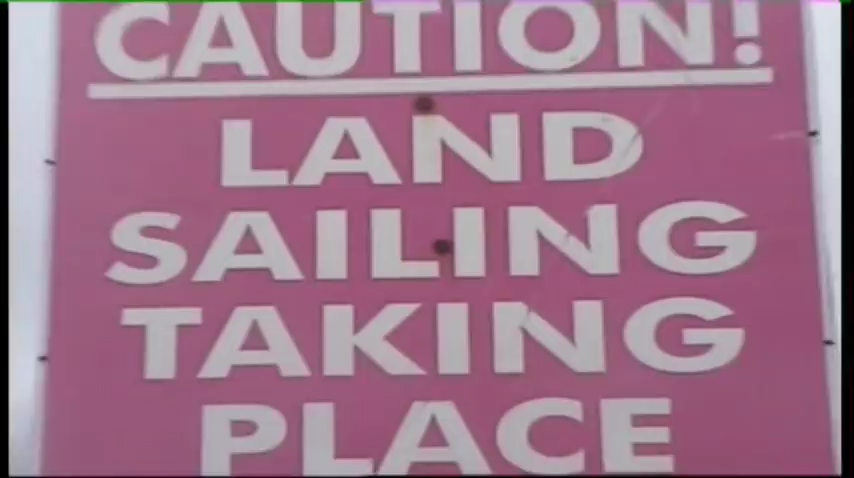 CAUTION!
LAND
SAILING
TAKING
PLACE